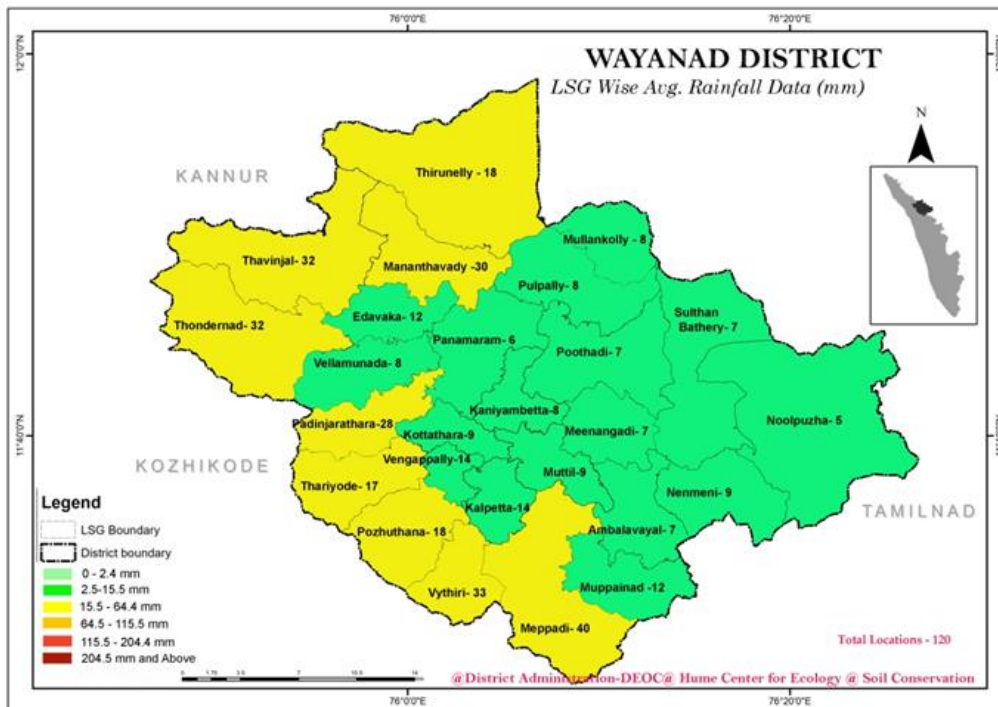 76°0'0"E
76°20'0"E
12°0'0"N
WAYANAD DISTRICT
LSG Wise Avg. Rainfall Data (mm)
N
KANNUR
Thirunelly - 18
Mullankolly - 8
Thavinjal- 32
Mananthavady -30
Pulpally- 8
Sulthan
Bathery- 7
Thondernad- 32
Edavaka- 12
Panamaram- 6
Vellamunada- 8
Poothadi- 7
Noolpuzha- 5
Kaniyambetta-8
Padinjarathara-28
Kottathara-9
Meenangadi- 7
11°40'0"N
KOZHIKODE
Vengappally-14
Muttil-9
Thariyode- 17
Nenmeni- 9
Kalpetta-14
TAMILNAD
Pozhuthana- 18
Ambalavayal- 7
Vythiri- 33
Muppainad -12
Meppadi- 40
Legend
LSG Boundary
District boundary
0 - 2.4 mm
2.5-15.5 mm
15.5 - 64.4 mm
64.5 - 115.5 mm
115.5 - 204.4 mm
204.5 mm and Above
Total Locations - 120
@District Administration-DEOC@ Hume Center for Ecology @ Soil Conservation
76°0'0"E
76°20'0"E